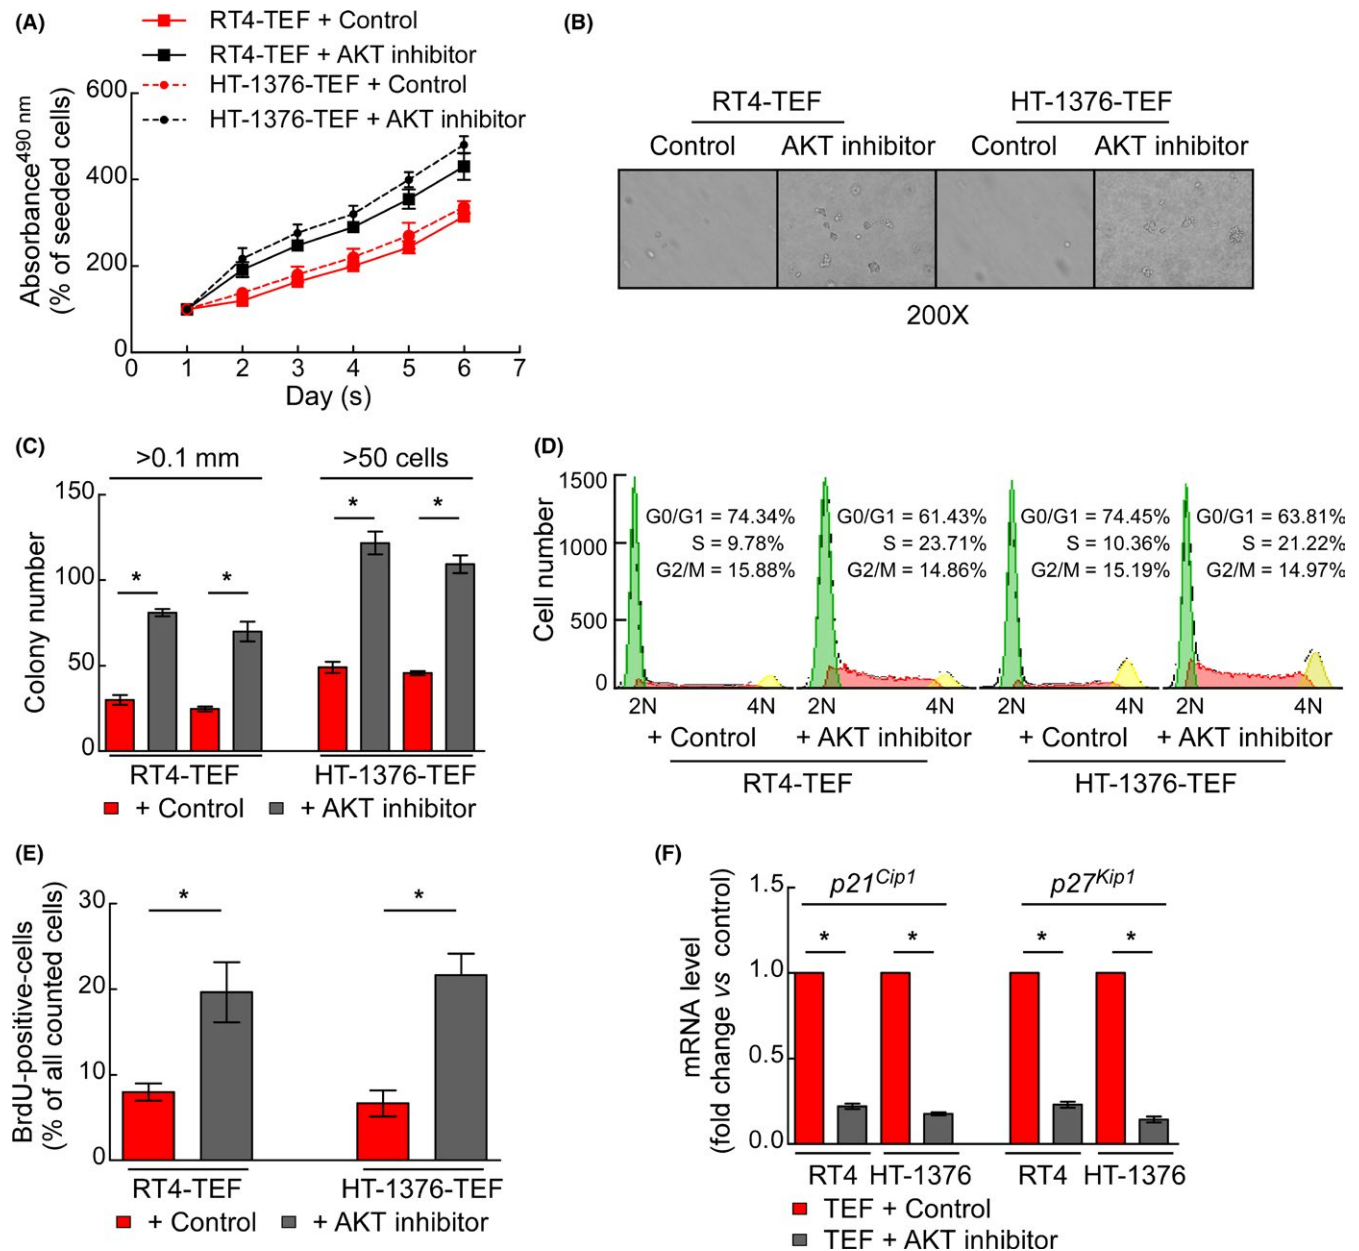 (A)
RT4-TEF + Control
RT4-TEF + AKT inhibitor
HT-1376-TEF + Control
HT-1376-TEF + AKT inhibitor
Absorbance490 nm
(% of seeded cells)
600
400
200
0
0 1 2 3 4 5 6 7
Day (s)
(B)
RT4-TEF HT-1376-TEF
Control AKT inhibitor Control AKT inhibitor
200X
(C)
>0.1 mm >50 cells
Colony number
150
100
50
0
* * * *
RT4-TEF HT-1376-TEF
+ Control + AKT inhibitor
(D)
Cell number
1500
1000
500
0
G0/G1 = 74.34%
S = 9.78%
G2/M = 15.88%
G0/G1 = 61.43%
S = 23.71%
G2/M = 14.86%
G0/G1 = 74.45%
S = 10.36%
G2/M = 15.19%
G0/G1 = 63.81%
S = 21.22%
G2/M = 14.97%
2N 4N 2N 4N 2N 4N 2N 4N
+ Control + AKT inhibitor + Control + AKT inhibitor
RT4-TEF HT-1376-TEF
(E)
BrdU-positive-cells
(% of all counted cells)
30
20
10
0
* *
RT4-TEF HT-1376-TEF
+ Control + AKT inhibitor
(F)
mRNA level
(fold change vs control)
1.5
1.0
0.5
0.0
p21Cip1 p27Kip1
* * * *
RT4 HT-1376 RT4 HT-1376
TEF + Control
TEF + AKT inhibitor